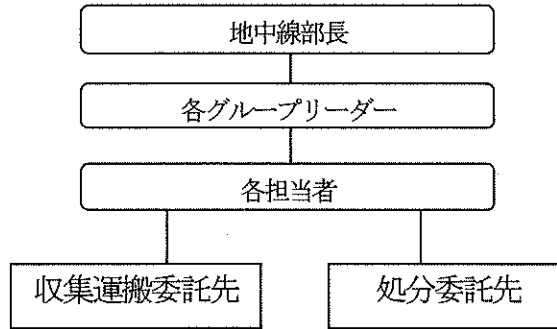 地中線部長
各グループリーダー
各担当者
収集運搬委託先
処分委託先